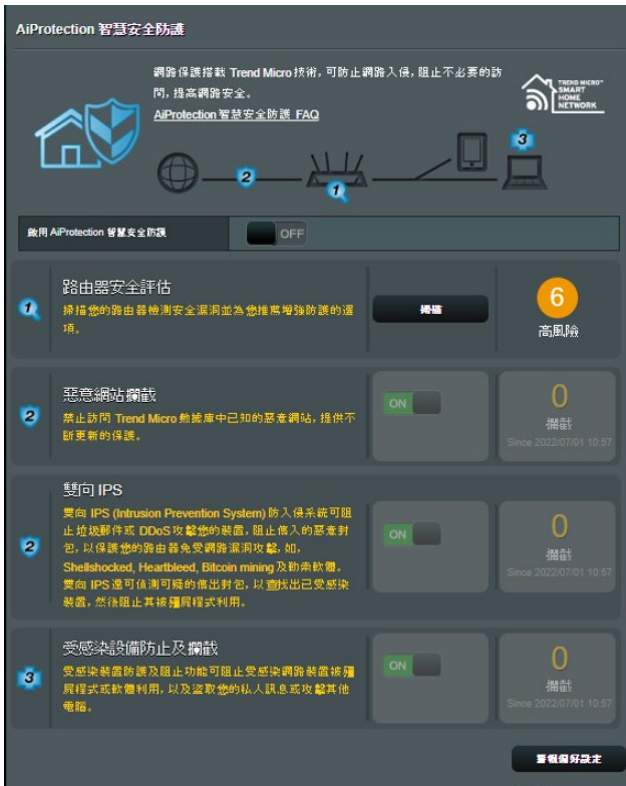 AiProtection 智慧安全防護
網路保護搭載 Trend Micro 技術, 可防止網路入侵, 阻止不必要的訪
問, 提高網路安全。
AiProtection 智慧安全防護 FAQ
TREND MICRO™
SMART
HOME
NETWORK
3
2
1
啟用 AiProtection 智慧安全防護
OFF
1
路由器安全評估
掃描您的路由器檢測安全漏洞並為您推薦增強防護的選
項。
掃描
6
高風險
2
惡意網站攔截
禁止訪問 Trend Micro 數據庫中已知的惡意網站, 提供不
斷更新的保護。
ON
0
攔截
Since 2022/07/01 10:57
2
雙向 IPS
雙向 IPS (Intrusion Prevention System) 防入侵系統可阻
止垃圾郵件或 DDoS 攻擊您的裝置, 阻止傳入的惡意封
包, 以保護您的路由器免受網路漏洞攻擊, 如,
Shellshocked, Heartbleed, Bitcoin mining 及勒索軟體。
雙向 IPS 還可偵測可疑的傳出封包, 以查找出已受感染
裝置, 然後阻止其被殭屍程式利用。
ON
0
攔截
Since 2022/07/01 10:57
3
受感染設備防止及攔截
受感染裝置防護及阻止功能可阻止受感染網路裝置被殭
屍程式或軟體利用, 以及盜取您的私人訊息或攻擊其他
電腦。
ON
0
攔截
Since 2022/07/01 10:57
警報偏好設定